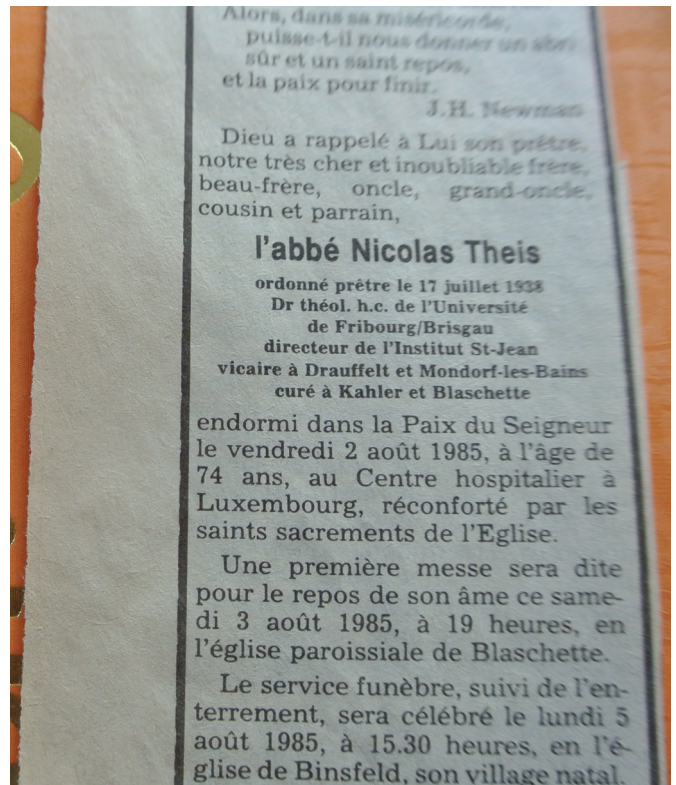 Alors, dans sa miséricorde,
puisse-t-il nous donner un abri
sûr et un saint repos,
et la paix pour finir.
J.H. Newman
Dieu a rappelé à Lui son prêtre,
notre très cher et inoubliable frère,
beau-frère, oncle, grand-oncle,
cousin et parrain,
l'abbé Nicolas Theis
ordonné prêtre le 17 juillet 1938
Dr théol. h.c. de l'Université
de Fribourg/Brisgau
directeur de l'Institut St-Jean
vicaire à Drauffelt et Mondorf-les-Bains
curé à Kahler et Blaschette
endormi dans la Paix du Seigneur
le vendredi 2 août 1985, à l'âge de
74 ans, au Centre hospitalier à
Luxembourg, réconforté par les
saints sacrements de l'Eglise.
Une première messe sera dite
pour le repos de son âme ce same-
di 3 août 1985, à 19 heures, en
l'église paroissiale de Blaschette.
Le service funèbre, suivi de l'en-
terrement, sera célébré le lundi 5
août 1985, à 15.30 heures, en l'é-
glise de Binsfeld, son village natal.